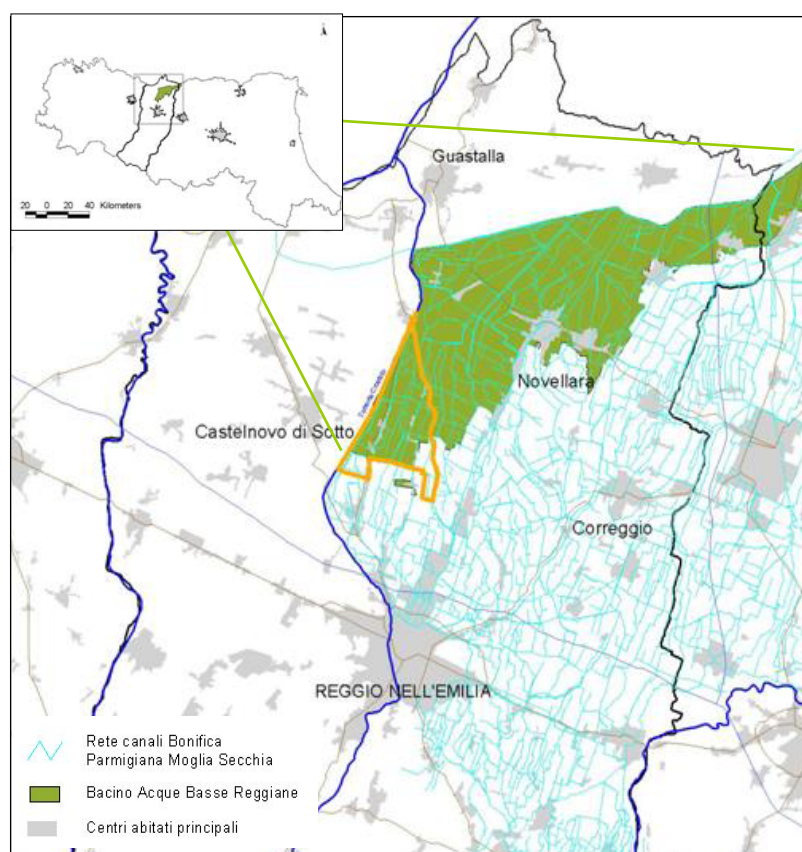 A
20 0 20 40 Kilometers
Guastalla
Novellara
Castelnovo di Sotto
Correggio
REGGIO NELL'EMILIA
Rete canali Bonifica
Parmigiana Moglia Secchia
Bacino Acque Basse Reggiane
Centri abitati principali